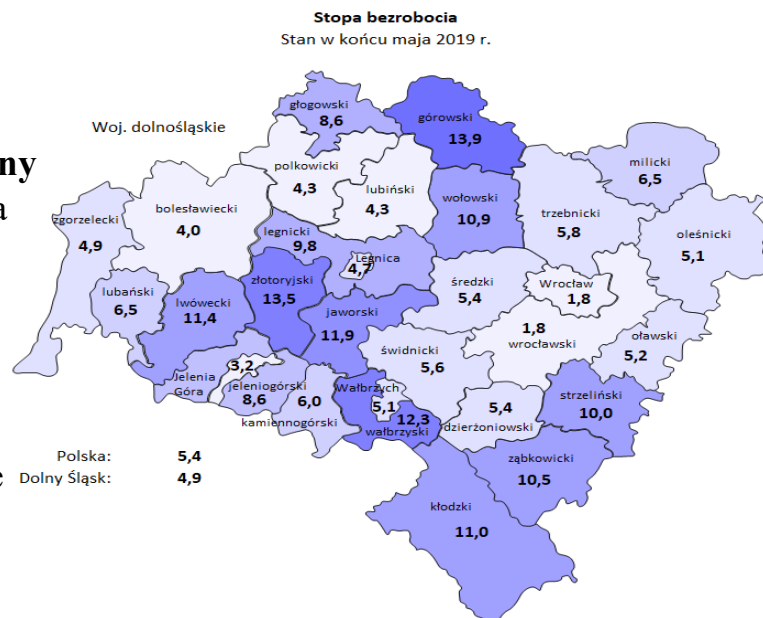 Stopa bezrobocia
Stan w końcu maja 2019 r.
Woj. dolnośląskie
ny
a
e
głogowski
8,6
górowski
13,9
polkowicki
4,3
lubiński
4,3
milicki
6,5
wołowski
10,9
trzebnicki
5,8
bolesławiecki
4,0
zgorzelecki
4,9
oleśnicki
5,1
legnicki
9,8
Legnica
4,7
lubański
6,5
lwówecki
11,4
złotoryjski
13,5
średzki
5,4
Wrocław
1,8
jaworski
11,9
1,8
wrocławski
oławski
5,2
świdnicki
5,6
Jelenia
Góra
3,2
jeleniogórski
8,6
6,0
kamiennogórski
Wałbrzych
5,1
12,3
wałbrzyski
5,4
dzierżoniowski
strzeliński
10,0
ząbkowicki
10,5
kłodzki
11,0
Polska: 5,4
Dolny Śląsk: 4,9